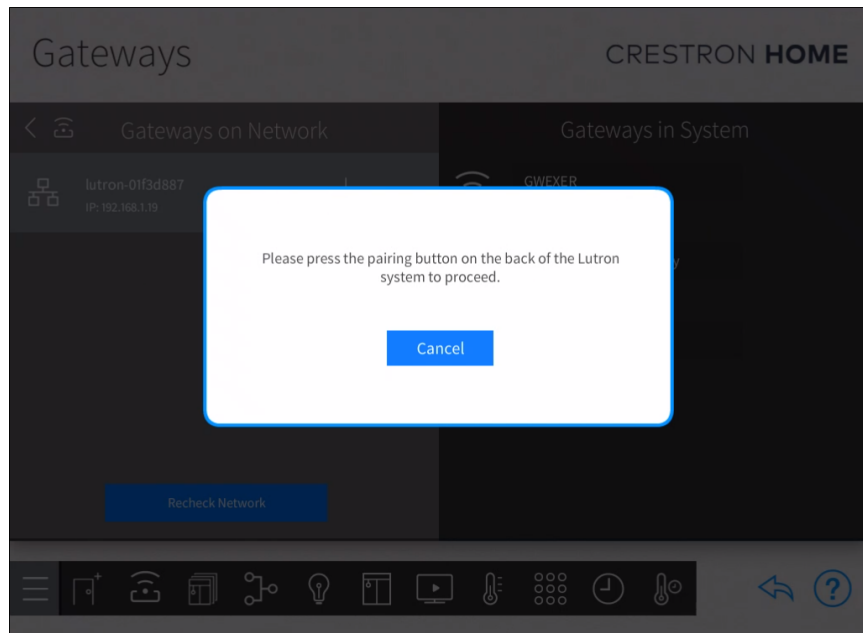 Gateways
CRESTRON HOME
Gateways on Network
Gateways in System
lutron-01f3d887
IP: 192.168.1.19
GWEXER
y
Please press the pairing button on the back of the Lutron
system to proceed.
Cancel
Recheck Network
?